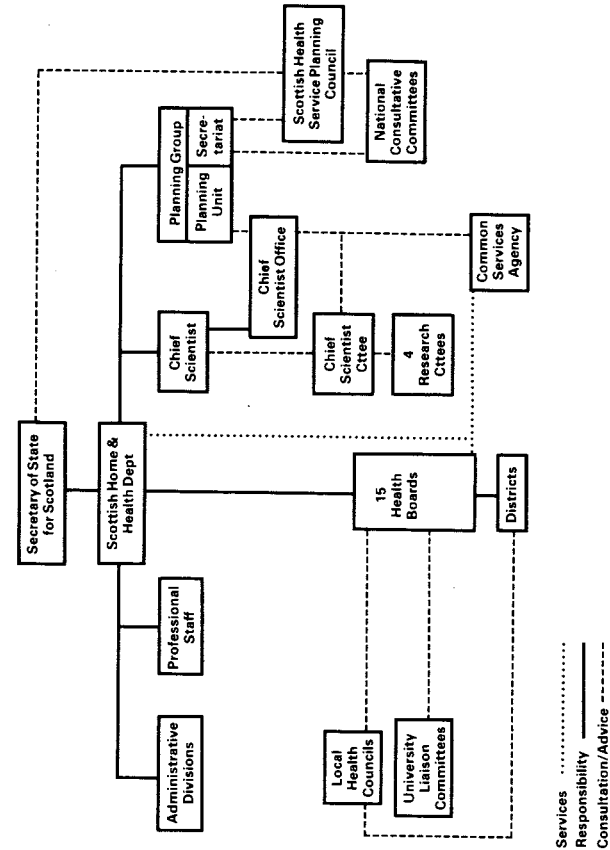 Secretary of State
for Scotland
Scottish Home &
Health Dept
Administrative
Divisions
Professional
Staff
Chief
Scientist
Planning Group
Planning
Unit
Secre-
tariat
Chief
Scientist Office
Scottish Health
Service Planning
Council
Chief
Scientist
Cttee
National
Consultative
Committees
4
Research
Cttees
Local
Health
Councils
University
Liaison
Committees
15
Health
Boards
Common
Services
Agency
Districts
Services
Responsibility
Consultation/Advice